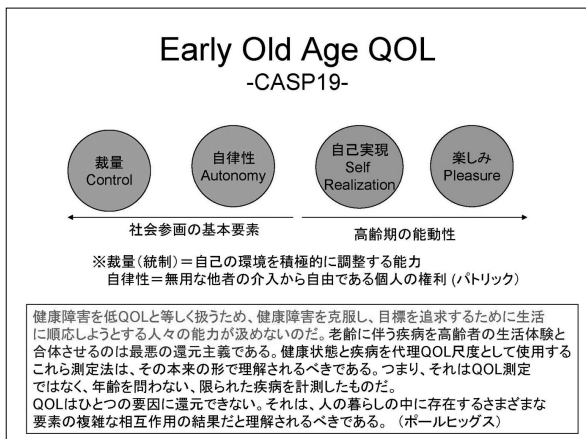 Early Old Age QOL
-CASP19-
裁量
Control
自律性
Autonomy
自己実現
Self
Realization
楽しみ
Pleasure
社会参画の基本要素
高齢期の能動性
※裁量(統制)=自己の環境を積極的に調整する能力
自律性=無用な他者の介入から自由である個人の権利 (パトリック)
健康障害を低QOLと等しく扱うため、健康障害を克服し、目標を追求するために生活
に順応しようとする人々の能力が汲めないのだ。老齢に伴う疾病を高齢者の生活体験と
合体させるのは最悪の還元主義である。健康状態と疾病を代理QOL尺度として使用する
これら測定法は、その本来の形で理解されるべきである。つまり、それはQOL測定
ではなく、年齢を問わない、限られた疾病を計測したものだ。
QOLはひとつの要因に還元できない。それは、人の暮らしの中に存在するさまざまな
要素の複雑な相互作用の結果だと理解されるべきである。 (ポールヒッグス)